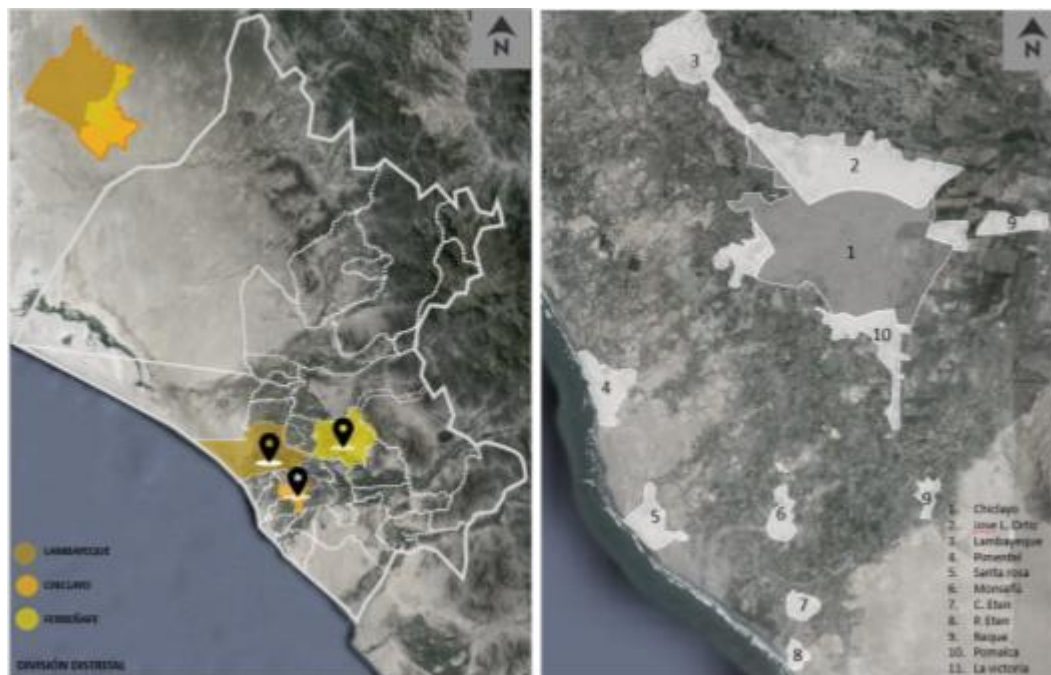 N
LAMBAYEQUE
CHICLAYO
FERREÑAFE
DIVISIÓN DISTRITAL
N
3
2
9
1
10
4
9
5
6
7
8
1. Chiclayo
2. Jose L. Ortiz
3. Lambayeque
4. Pimentel
5. Santa rosa
6. Monsefú
7. C. Eten
8. P. Eten
9. Reque
10. Pomalca
11. La victoria